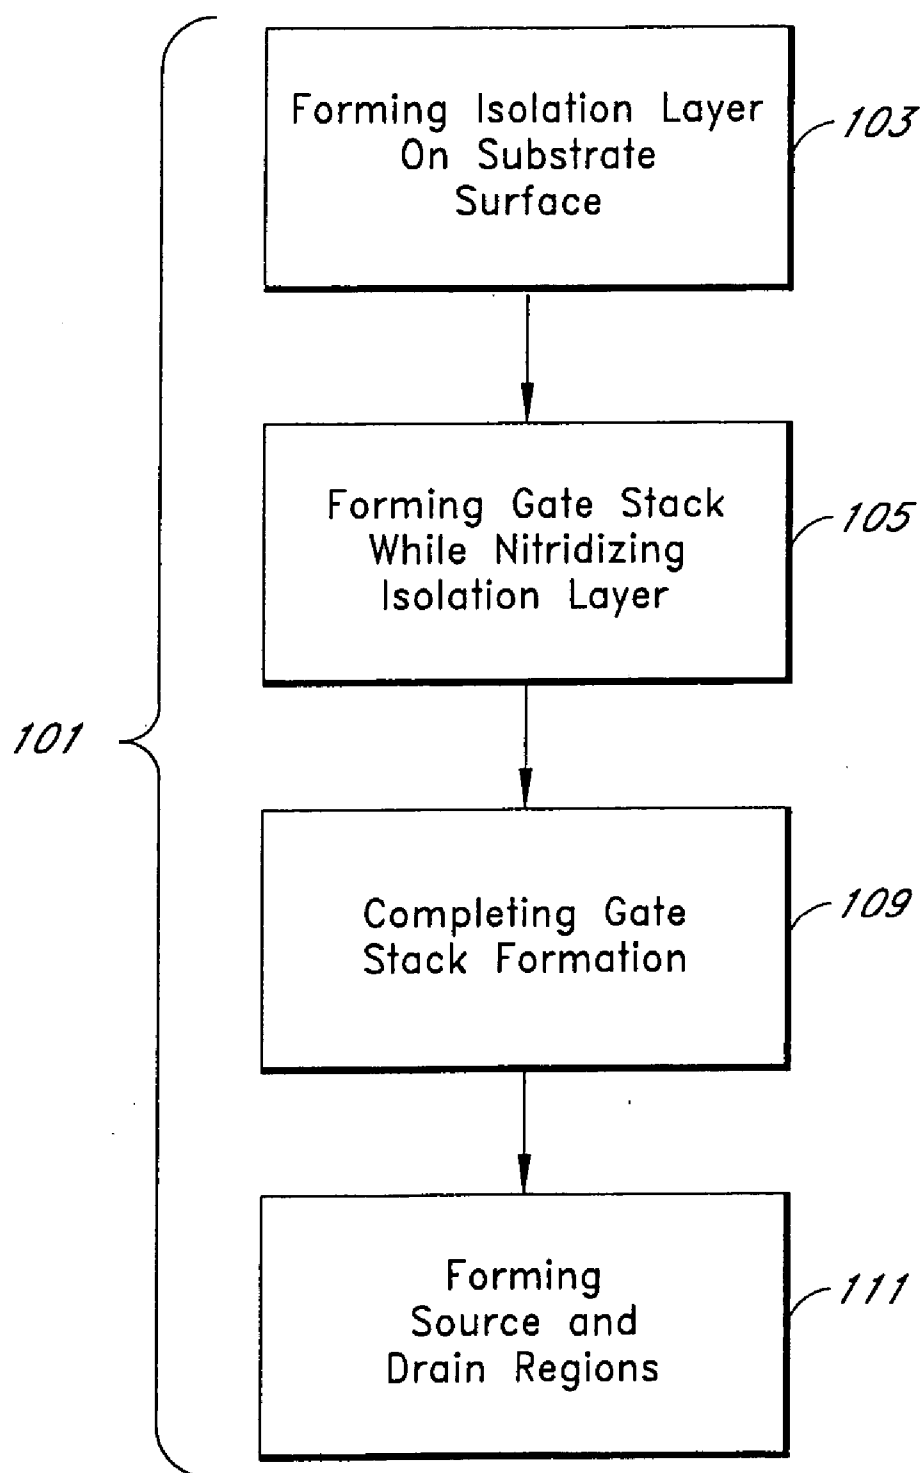 Forming Isolation Layer
On Substrate
Surface
103
Forming Gate Stack
While Nitridizing
Isolation Layer
105
101
Completing Gate
Stack Formation
109
Forming
Source and
Drain Regions
111